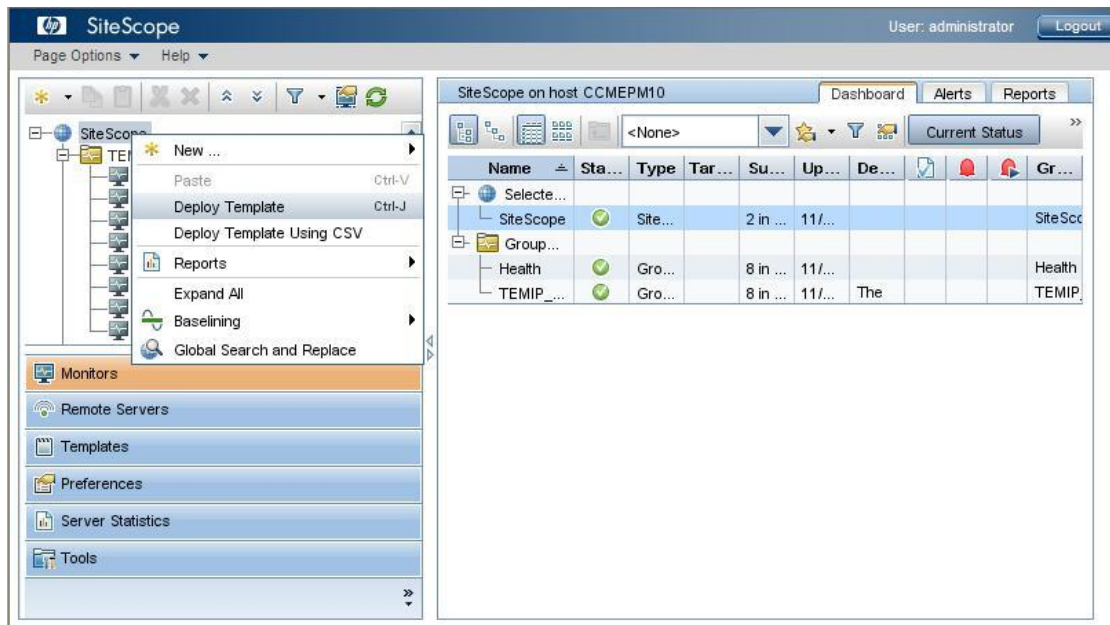 hp SiteScope User: administrator Logout
Page Options Help
SiteScope on host CCMEPM10 Dashboard Alerts Reports
<None> Current Status
SiteScope
TEM
New ...
Paste Ctrl-V
Deploy Template Ctrl-J
Deploy Template Using CSV
Reports
Expand All
Baselining
Global Search and Replace
Monitors
Remote Servers
Templates
Preferences
Server Statistics
Tools
Name Sta... Type Tar... Su... Up... De... Gr...
Selecte...
SiteScope Site... 2 in ... 11/... SiteSco
Group...
Health Gro... 8 in ... 11/... Health
TEMIP_... Gro... 8 in ... 11/... The TEMIP_